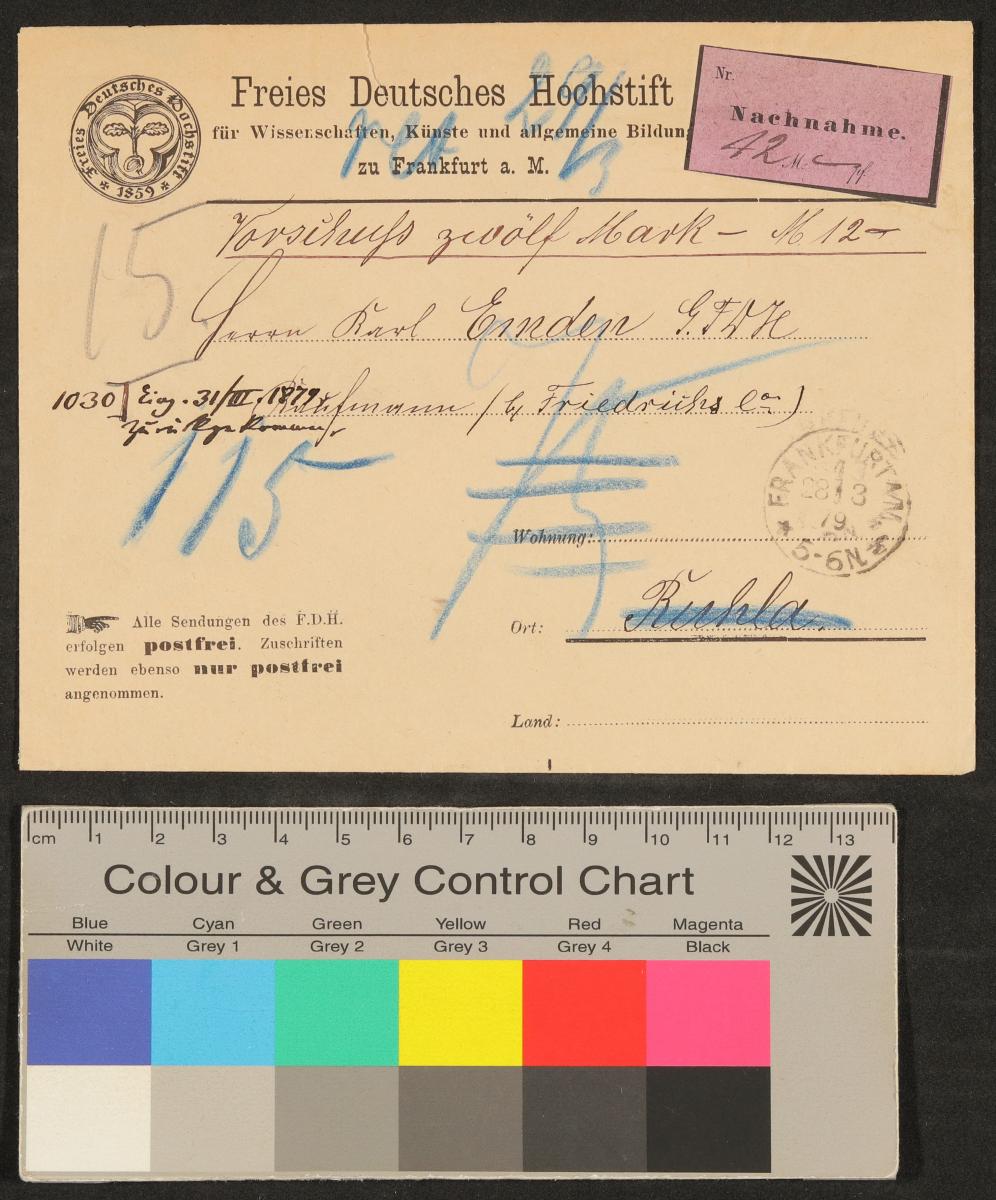 Freies Deutsches Hochstift
* 1859 *
Freies Deutsches Hochstift
für Wissenschaften, Künste und allgemeine Bildung
zu Frankfurt a. M.
Nr.
Nachnahme.
12 M.
Vorschuss zwölf Mark – M 12 –
15
Herrn Karl Emden G.F.D.H
1030 Eing. 31/III. 1879.
zurückgekommen
Kaufmann (by Friedrichs Co.)
115
FRANKFURT A/M.
28 3
79
5-6N.
Wohnung:
Ort: Ruhla.
Alle Sendungen des F.D.H.
erfolgen postfrei. Zuschriften
werden ebenso nur postfrei
angenommen.
Land:
cm 1 2 3 4 5 6 7 8 9 10 11 12 13
Colour & Grey Control Chart
Blue Cyan Green Yellow Red Magenta
White Grey 1 Grey 2 Grey 3 Grey 4 Black